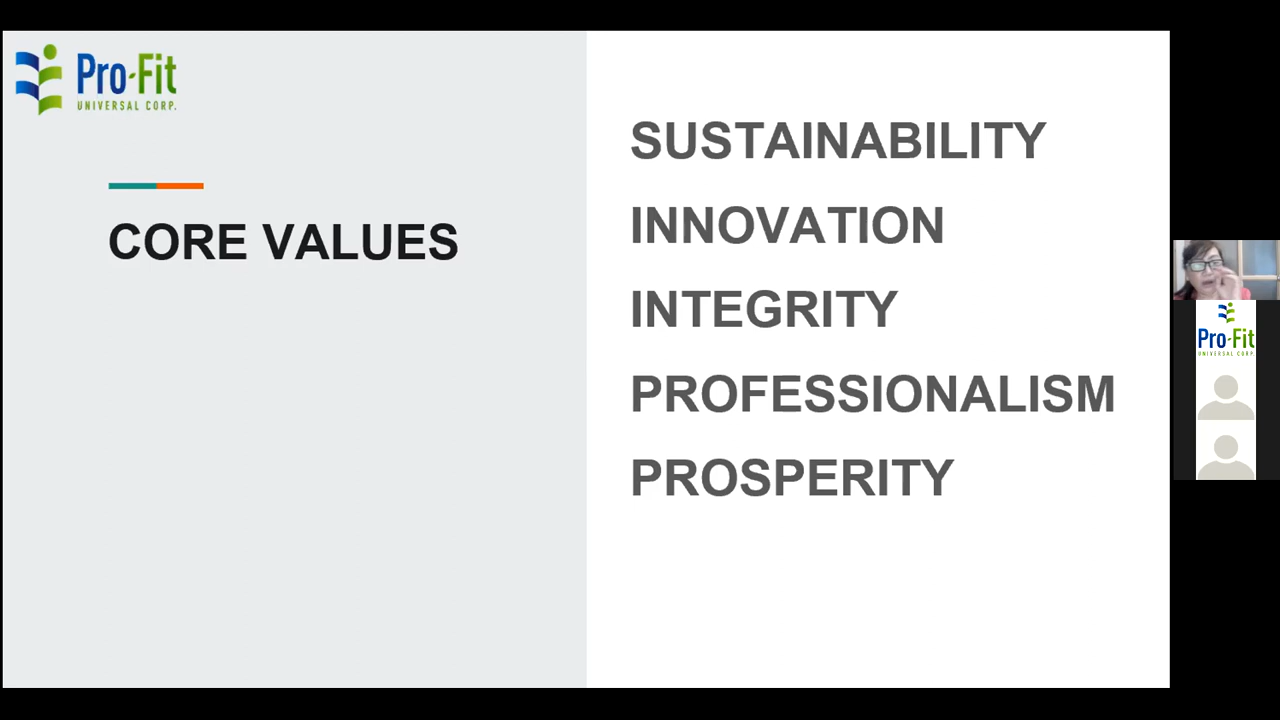 Pro-Fit
UNIVERSAL CORP.
CORE VALUES
SUSTAINABILITY
INNOVATION
INTEGRITY
PROFESSIONALISM
PROSPERITY
Pro-Fit
UNIVERSAL CORP.